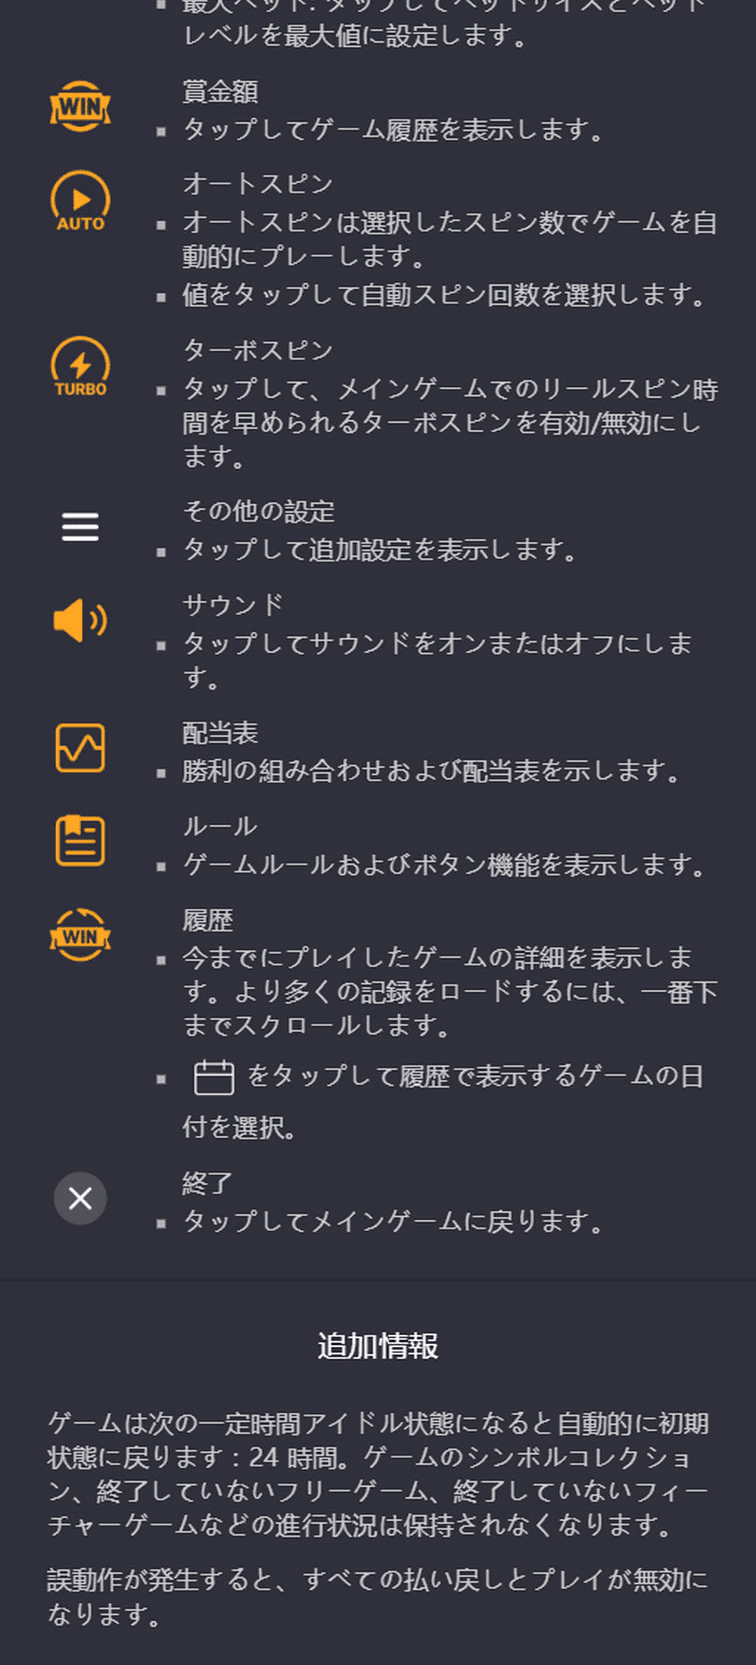 最大ベット: タップしてベットサイズとベット
レベルを最大値に設定します。
WIN
賞金額
タップしてゲーム履歴を表示します。
AUTO
オートスピン
オートスピンは選択したスピン数でゲームを自
動的にプレーします。
値をタップして自動スピン回数を選択します。
TURBO
ターボスピン
タップして、メインゲームでのリールスピン時
間を早められるターボスピンを有効/無効にし
ます。
その他の設定
タップして追加設定を表示します。
サウンド
タップしてサウンドをオンまたはオフにしま
す。
配当表
勝利の組み合わせおよび配当表を示します。
ルール
ゲームルールおよびボタン機能を表示します。
WIN
履歴
今までにプレイしたゲームの詳細を表示しま
す。より多くの記録をロードするには、一番下
までスクロールします。
をタップして履歴で表示するゲームの日
付を選択。
終了
タップしてメインゲームに戻ります。
追加情報
ゲームは次の一定時間アイドル状態になると自動的に初期
状態に戻ります：24 時間。ゲームのシンボルコレクショ
ン、終了していないフリーゲーム、終了していないフィー
チャーゲームなどの進行状況は保持されなくなります。
誤動作が発生すると、すべての払い戻しとプレイが無効に
なります。